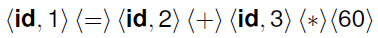 ⟨id, 1⟩ ⟨=⟩ ⟨id, 2⟩ ⟨+⟩ ⟨id, 3⟩ ⟨∗⟩⟨60⟩